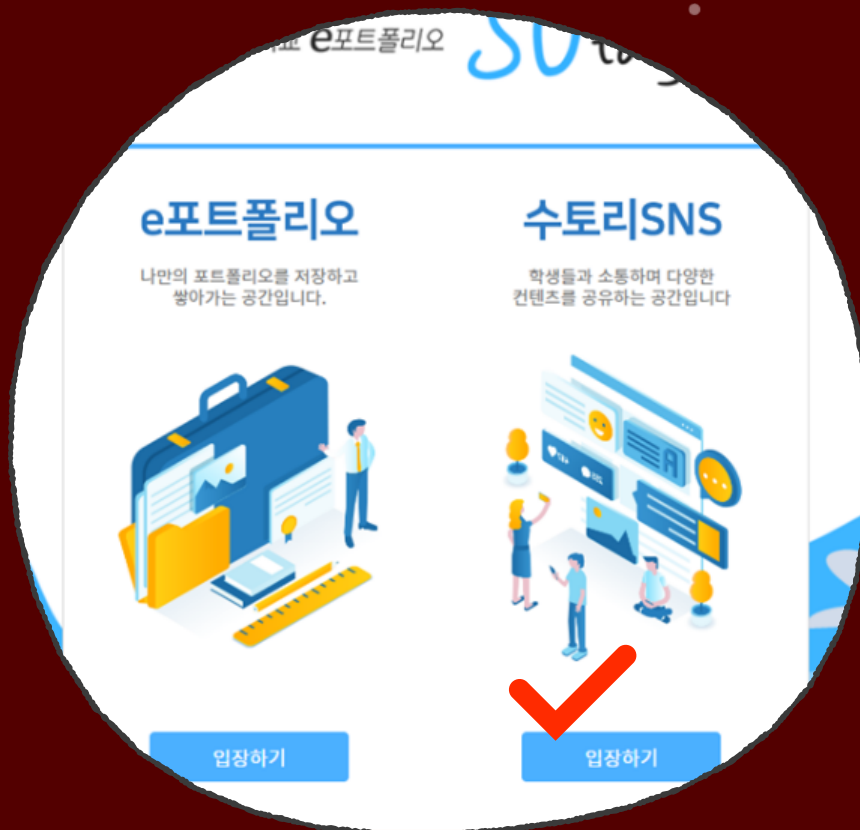 e포트폴리오
e포트폴리오
나만의 포트폴리오를 저장하고
쌓아가는 공간입니다.
입장하기
수토리SNS
학생들과 소통하며 다양한
컨텐츠를 공유하는 공간입니다
입장하기